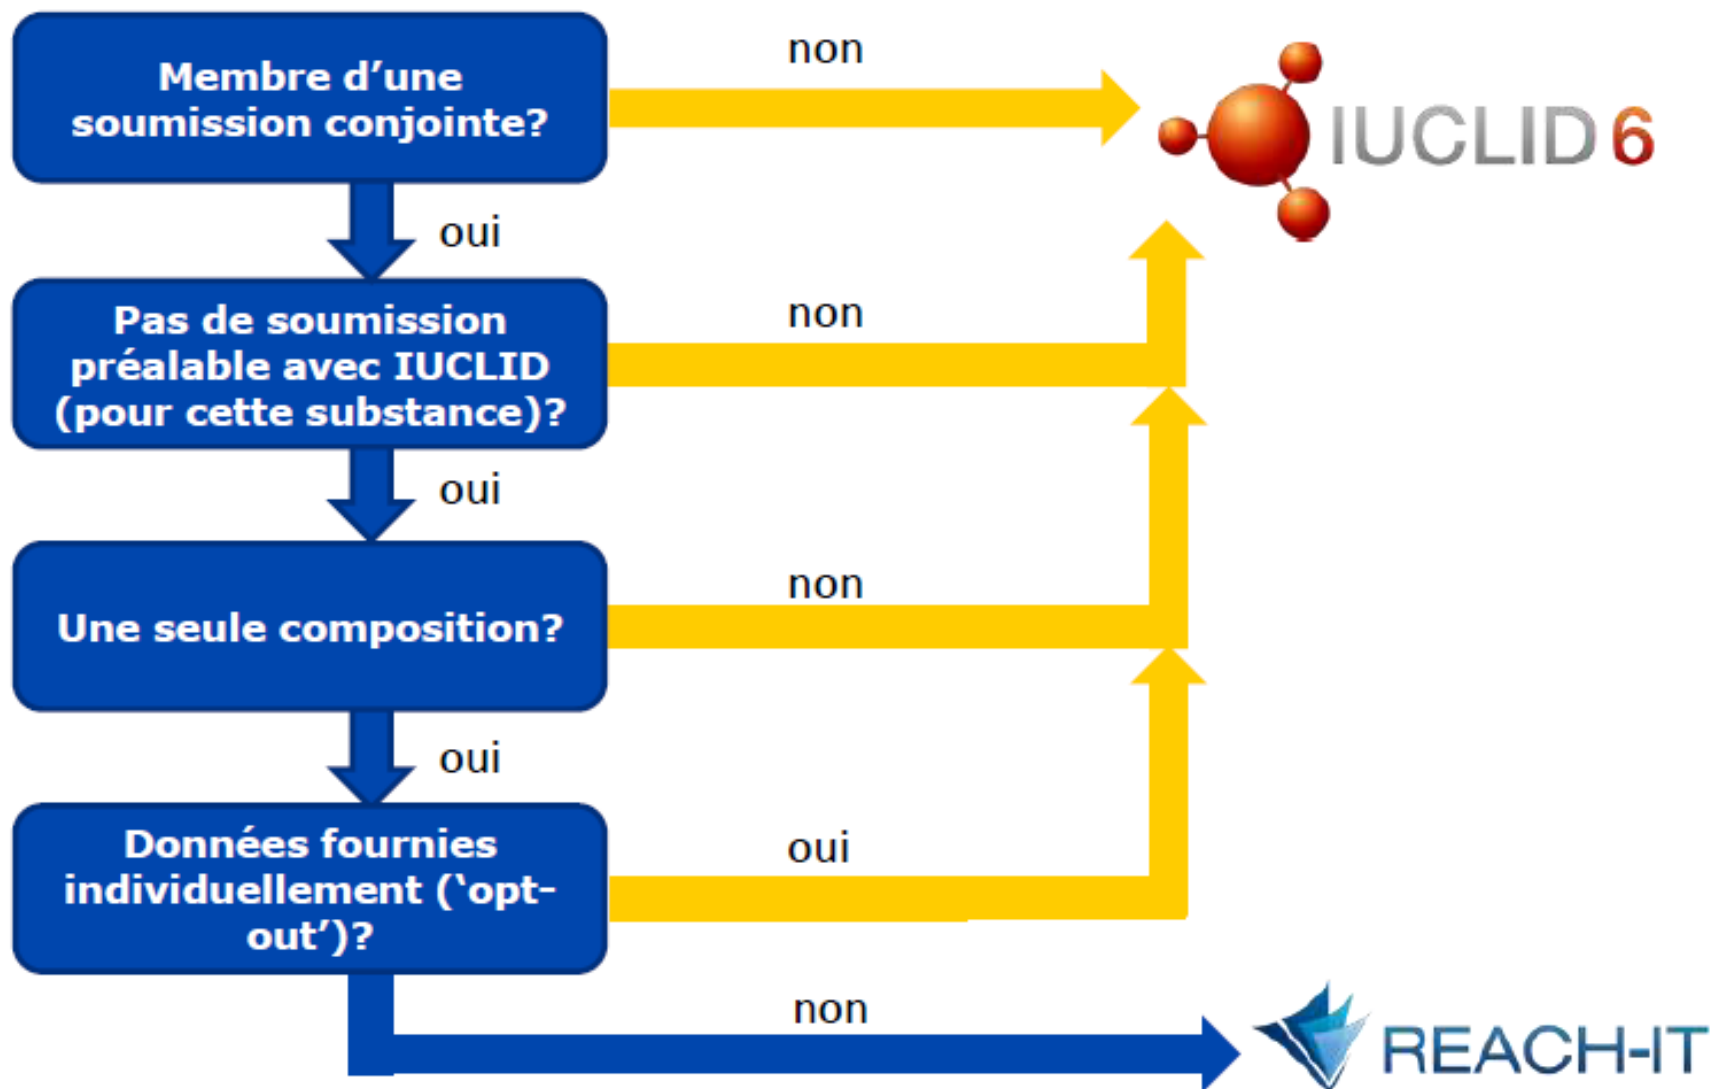 Membre d’une
soumission conjointe?
non
IUCLID 6
oui
Pas de soumission
préalable avec IUCLID
(pour cette substance)?
non
oui
Une seule composition?
non
oui
Données fournies
individuellement (‘opt-
out’)?
oui
non
REACH-IT